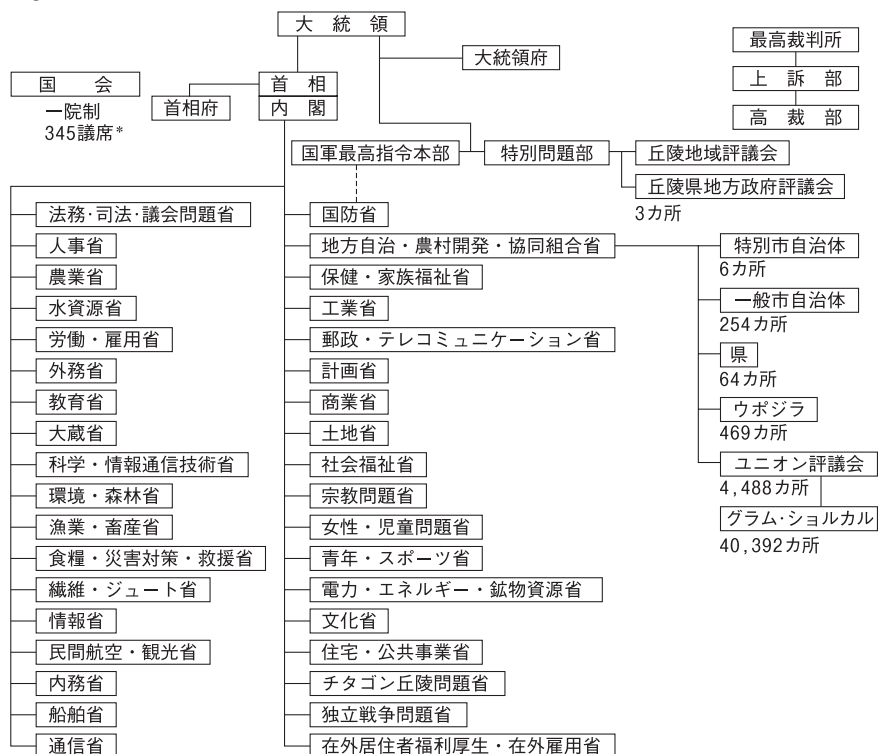 大統領
大統領府
最高裁判所
上訴部
高裁部
国会
一院制
345議席*
首相府
首相
内閣
国軍最高指令本部
特別問題部
丘陵地域評議会
丘陵県地方政府評議会
3カ所
法務・司法・議会問題省
人事省
農業省
水資源省
労働・雇用省
外務省
教育省
大蔵省
科学・情報通信技術省
環境・森林省
漁業・畜産省
食糧・災害対策・救援省
繊維・ジュート省
情報省
民間航空・観光省
内務省
船舶省
通信省
国防省
地方自治・農村開発・協同組合省
保健・家族福祉省
工業省
郵政・テレコミュニケーション省
計画省
商業省
土地省
社会福祉省
宗教問題省
女性・児童問題省
青年・スポーツ省
電力・エネルギー・鉱物資源省
文化省
住宅・公共事業省
チタゴン丘陵問題省
独立戦争問題省
在外居住者福利厚生・在外雇用省
特別市自治体
6カ所
一般市自治体
254カ所
県
64カ所
ウポジラ
469カ所
ユニオン評議会
4,488カ所
グラム・ショルカル
40,392カ所